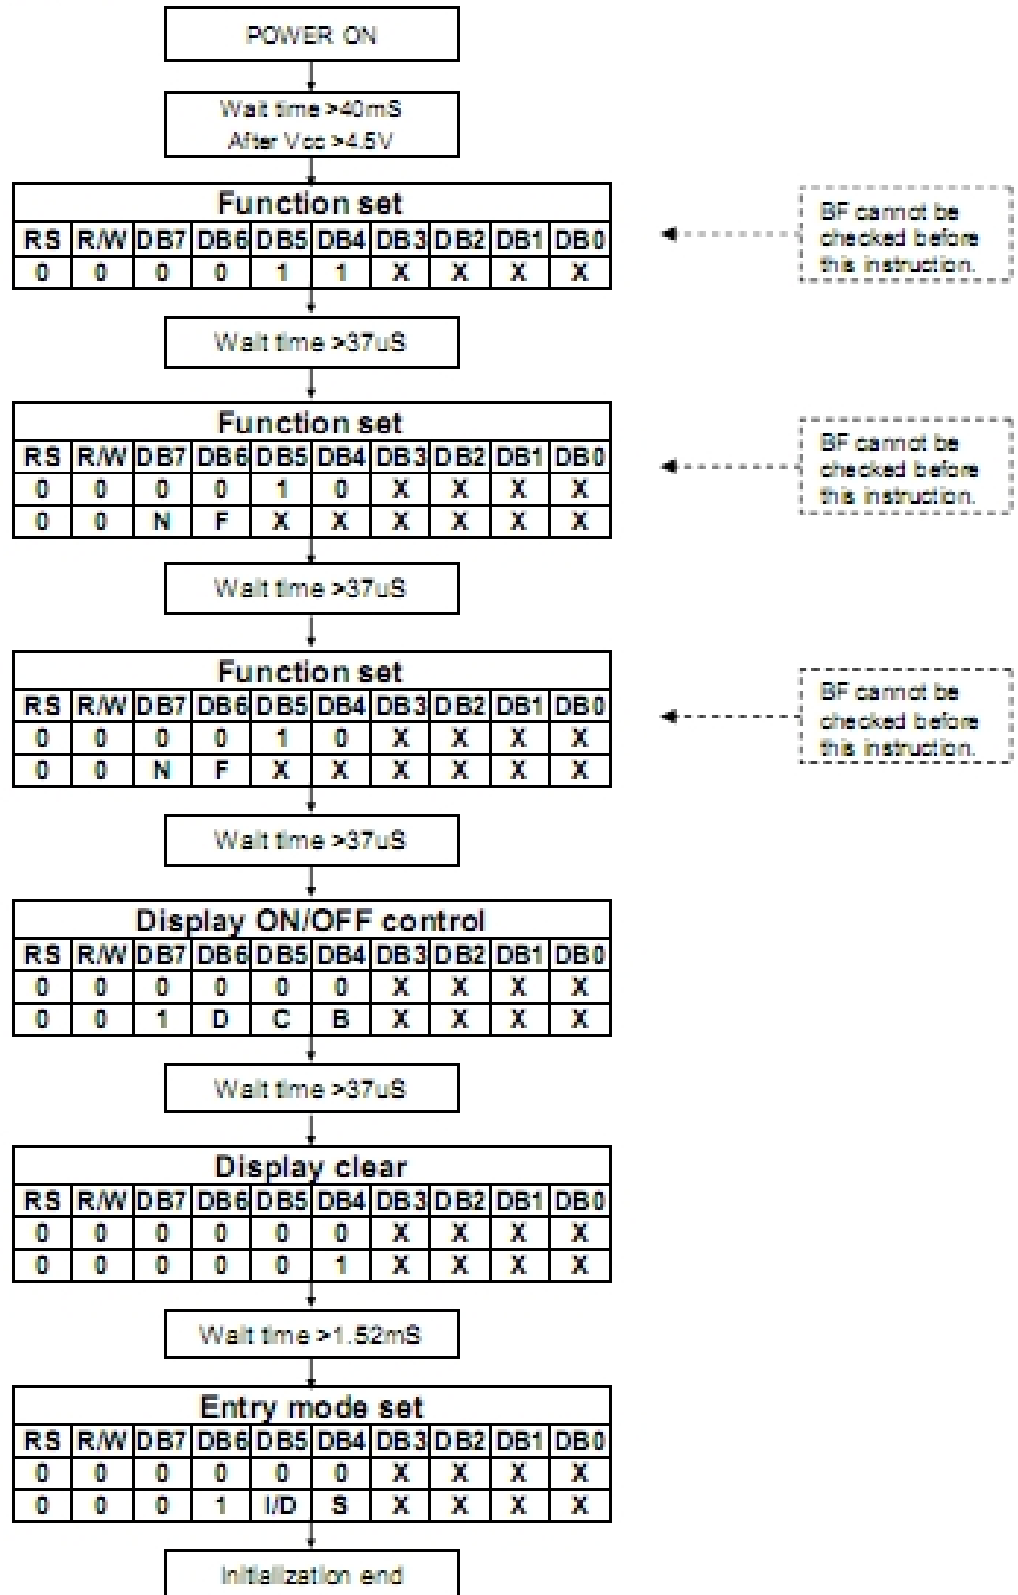 POWER ON
Wait time >40mS
After Vcc >4.5V
Function set
RS R/W DB7 DB6 DB5 DB4 DB3 DB2 DB1 DB0
0 0 0 0 1 1 X X X X
BF cannot be
checked before
this instruction.
Wait time >37uS
Function set
RS R/W DB7 DB6 DB5 DB4 DB3 DB2 DB1 DB0
0 0 0 0 1 0 X X X X
0 0 N F X X X X X X
BF cannot be
checked before
this instruction.
Wait time >37uS
Function set
RS R/W DB7 DB6 DB5 DB4 DB3 DB2 DB1 DB0
0 0 0 0 1 0 X X X X
0 0 N F X X X X X X
BF cannot be
checked before
this instruction.
Wait time >37uS
Display ON/OFF control
RS R/W DB7 DB6 DB5 DB4 DB3 DB2 DB1 DB0
0 0 0 0 0 0 X X X X
0 0 1 D C B X X X X
Wait time >37uS
Display clear
RS R/W DB7 DB6 DB5 DB4 DB3 DB2 DB1 DB0
0 0 0 0 0 0 X X X X
0 0 0 0 0 1 X X X X
Wait time >1.52mS
Entry mode set
RS R/W DB7 DB6 DB5 DB4 DB3 DB2 DB1 DB0
0 0 0 0 0 0 X X X X
0 0 0 1 I/D S X X X X
Initialization end